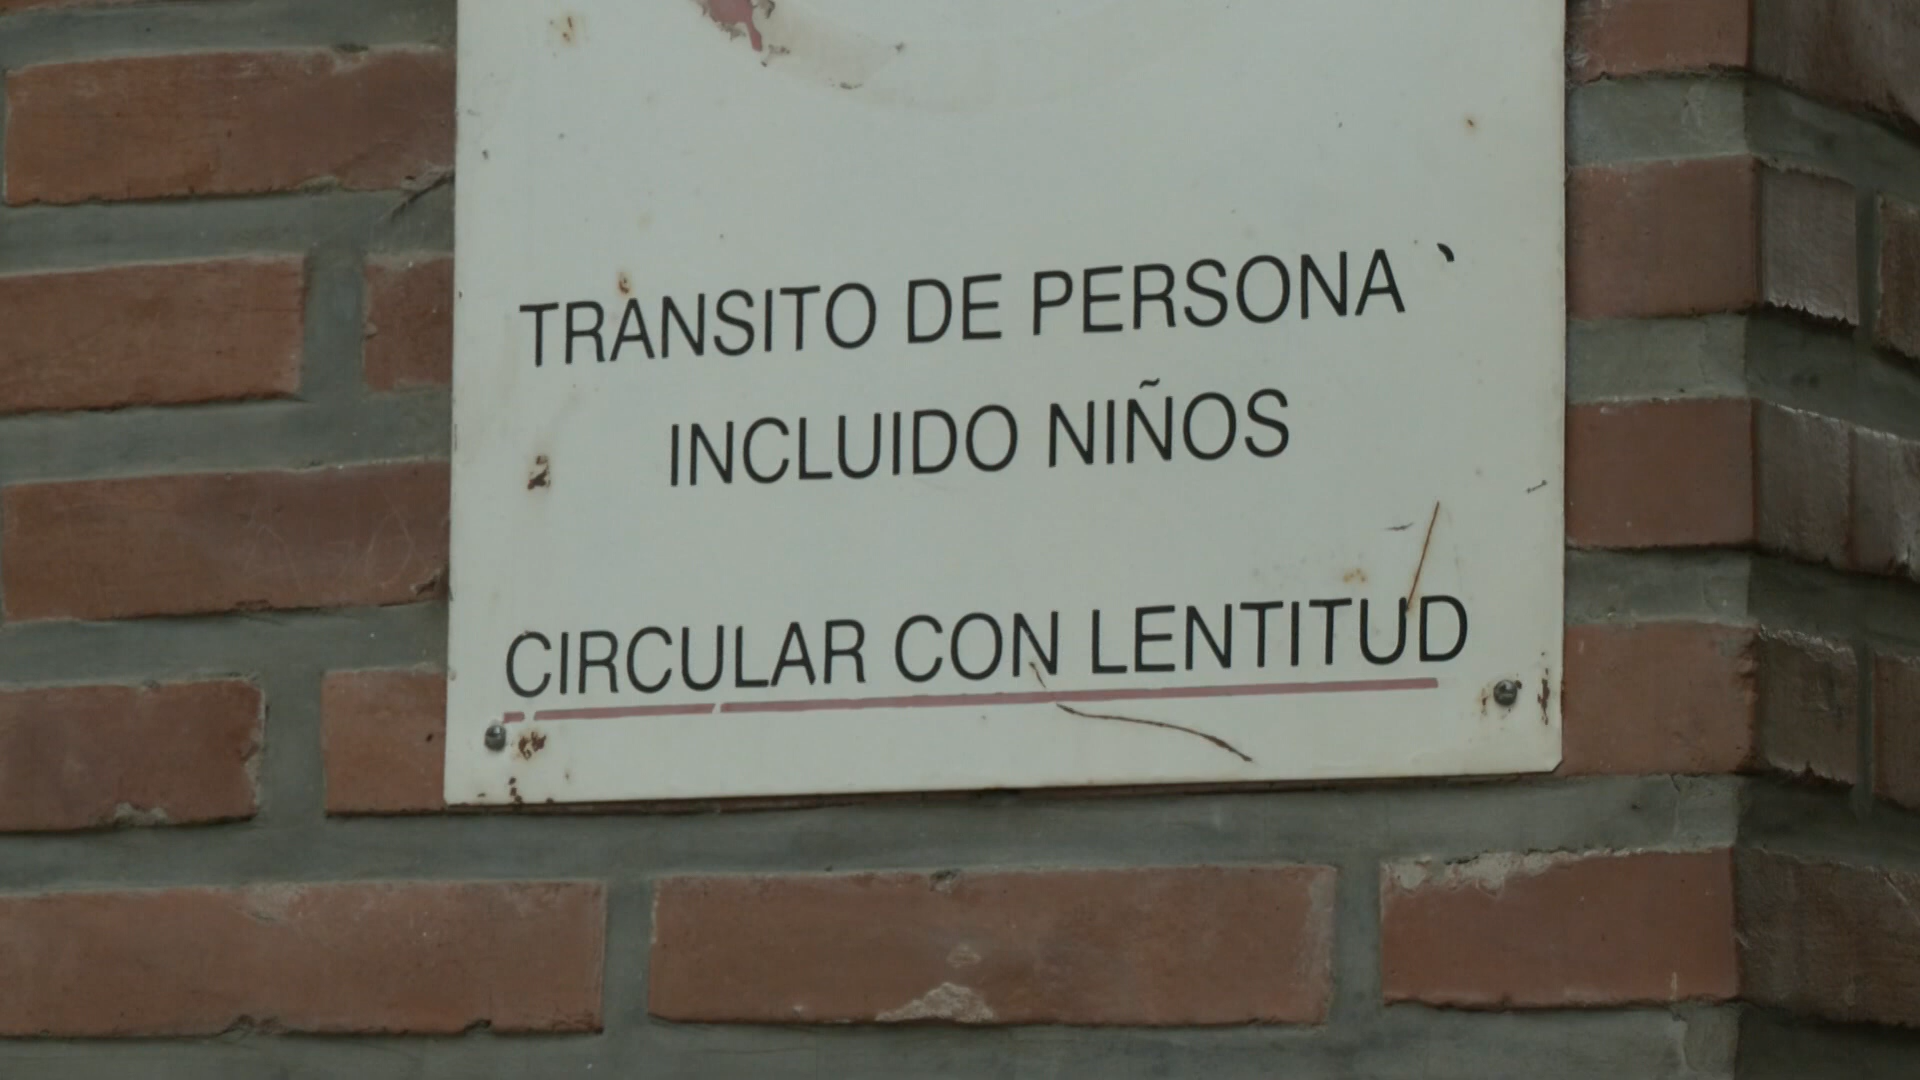 TRANSITO DE PERSONA
INCLUIDO NIÑOS
CIRCULAR CON LENTITUD